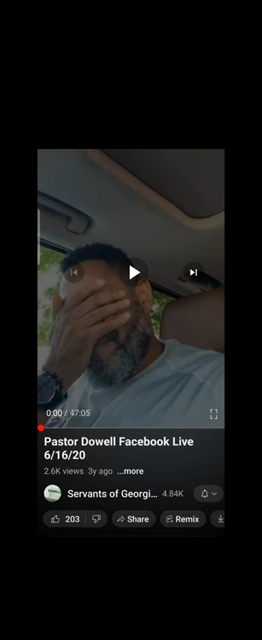 0:00 / 47:05
Pastor Dowell Facebook Live
6/16/20
2.6K views 3y ago ...more
Servants of Georgi... 4.84K
203 Share Remix